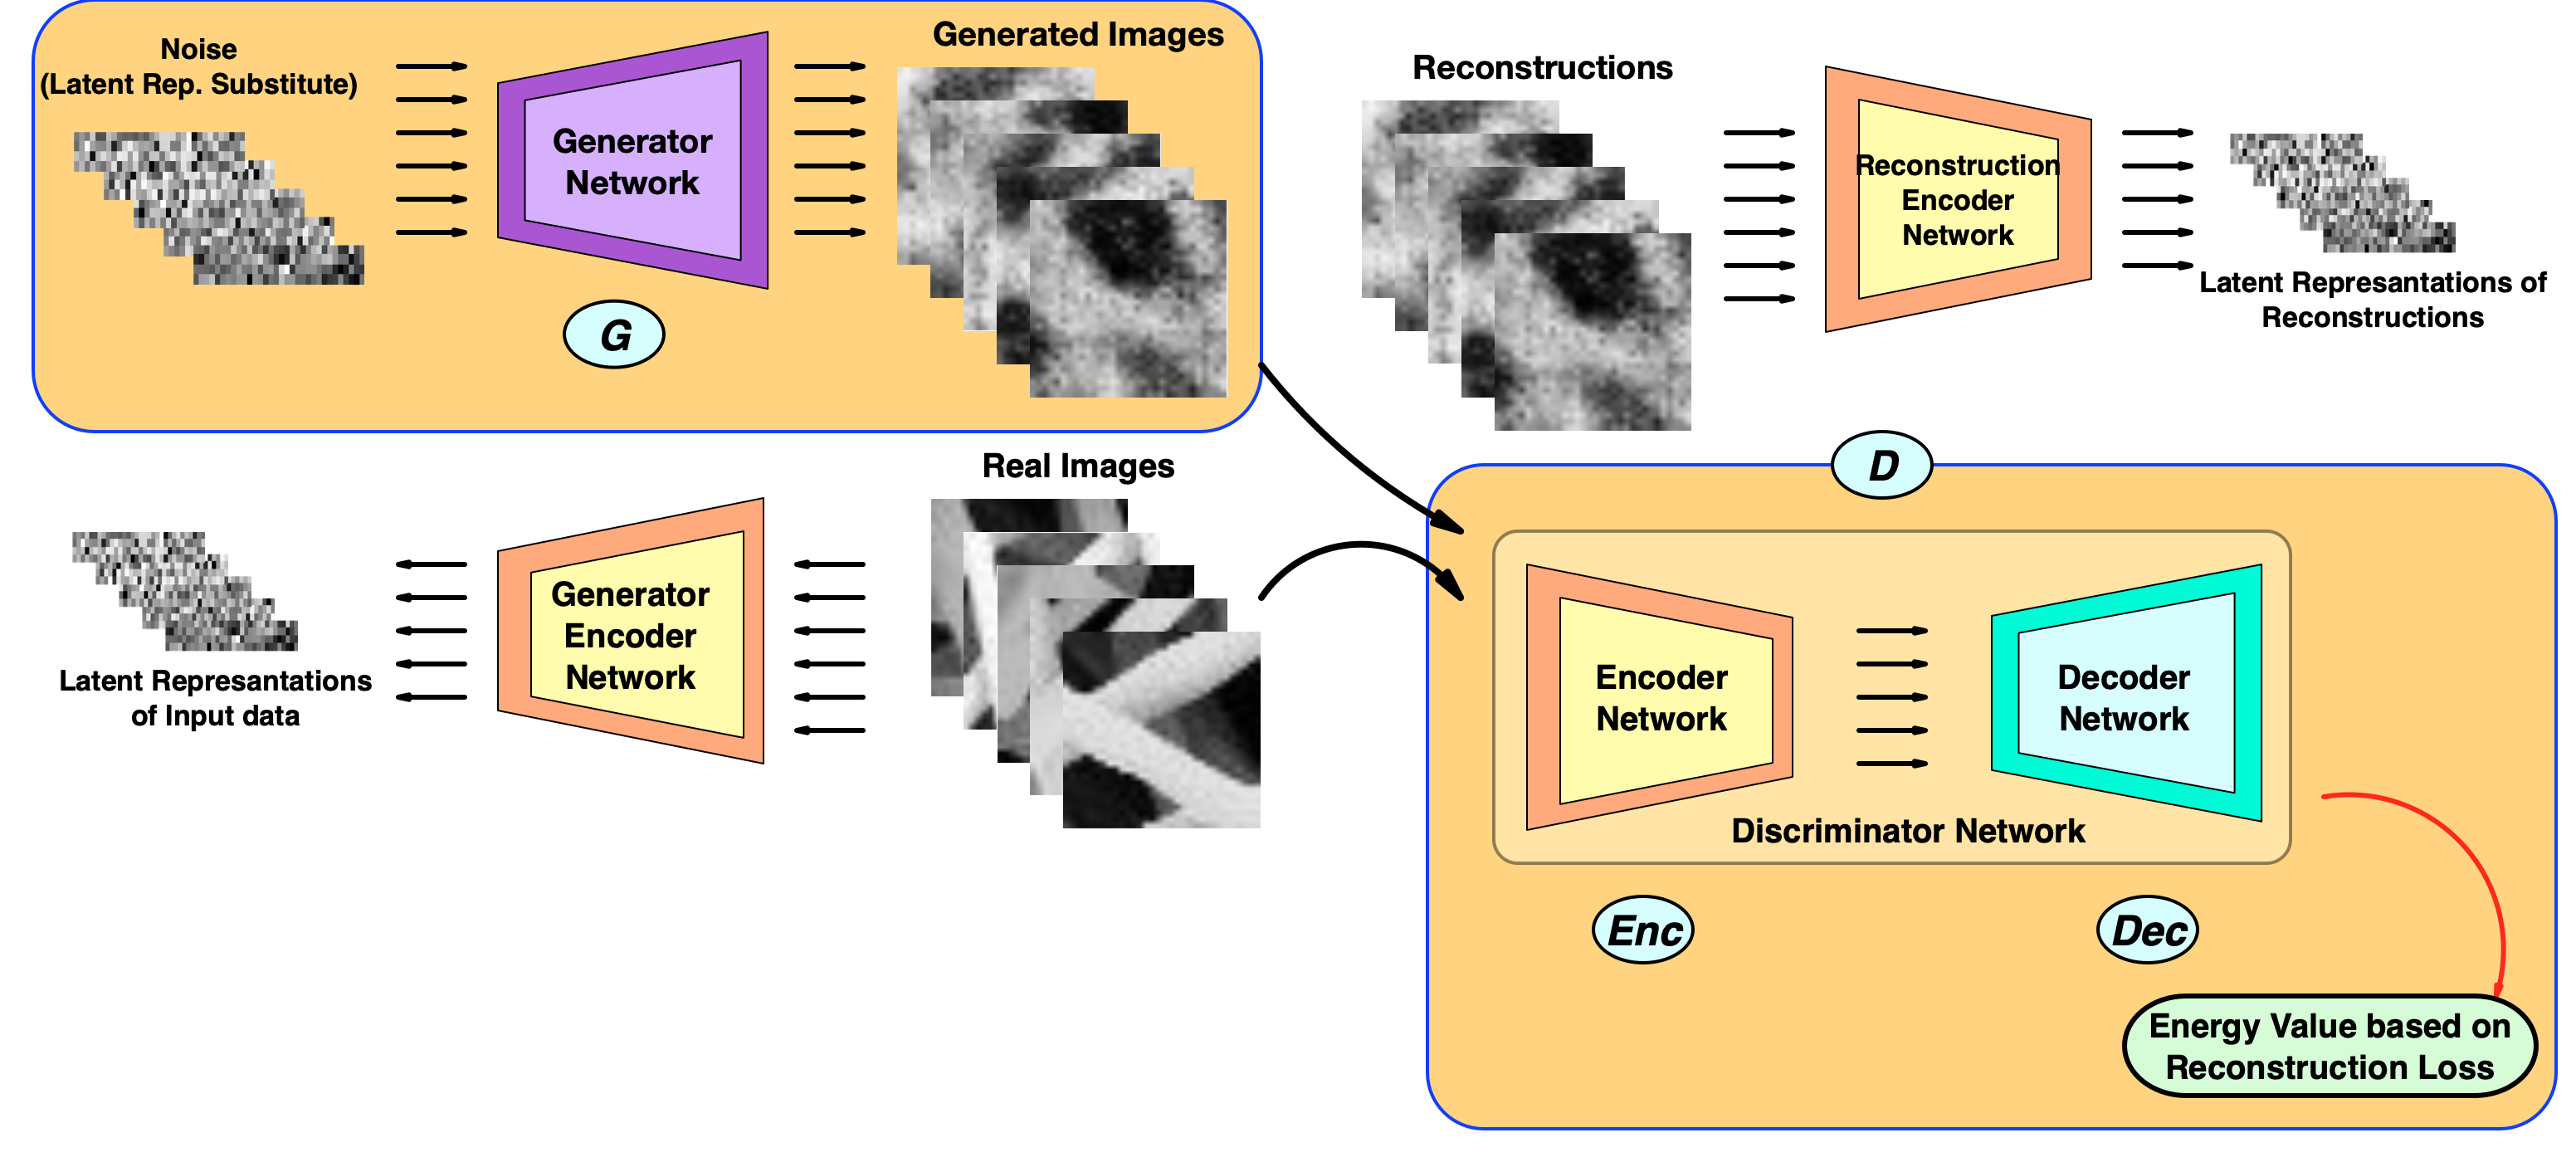 Noise
(Latent Rep. Substitute)
Generator
Network
G
Generated Images
Reconstructions
Reconstruction
Encoder
Network
Latent Represantations of
Reconstructions
Real Images
Generator
Encoder
Network
Latent Represantations
of Input data
D
Encoder
Network
Decoder
Network
Discriminator Network
Enc
Dec
Energy Value based on
Reconstruction Loss